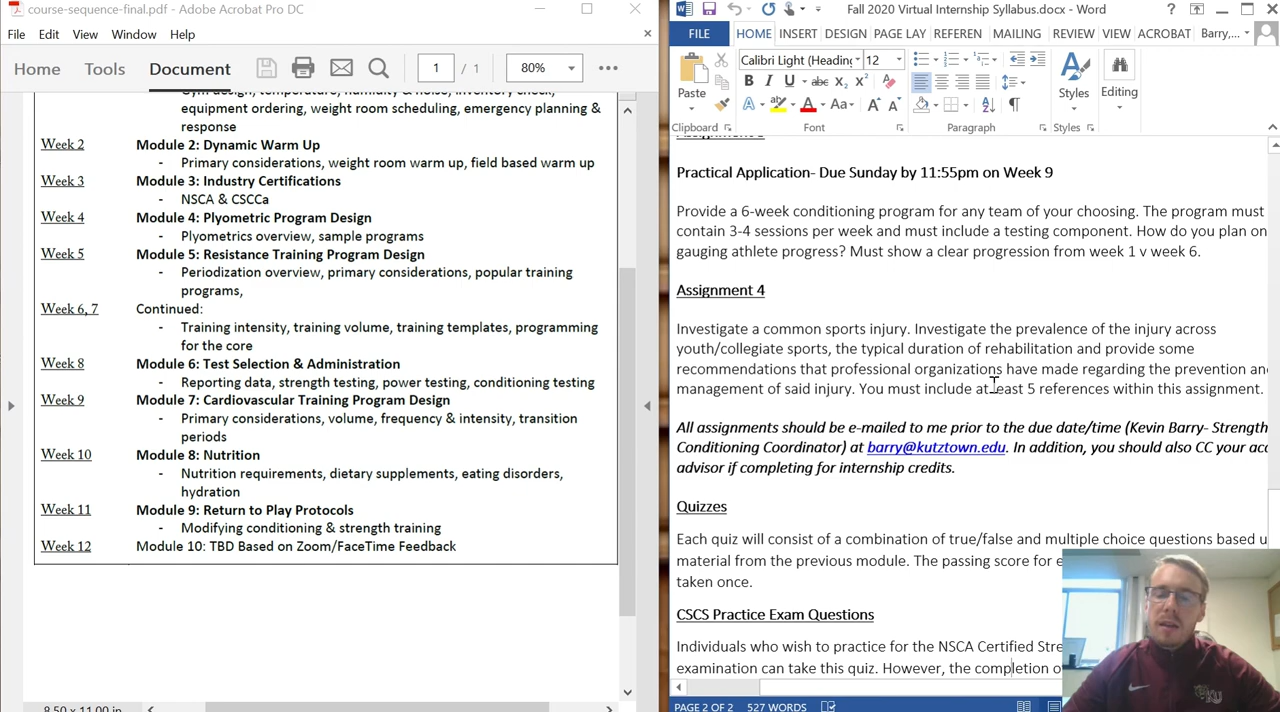 course-sequence-final.pdf - Adobe Acrobat Pro DC
File Edit View Window Help
Home Tools Document 1 / 1 80%
equipment ordering, weight room scheduling, emergency planning &
response
Week 2 Module 2: Dynamic Warm Up
- Primary considerations, weight room warm up, field based warm up
Week 3 Module 3: Industry Certifications
- NSCA & CSCCa
Week 4 Module 4: Plyometric Program Design
- Plyometrics overview, sample programs
Week 5 Module 5: Resistance Training Program Design
- Periodization overview, primary considerations, popular training
programs,
Week 6, 7 Continued:
- Training intensity, training volume, training templates, programming
for the core
Week 8 Module 6: Test Selection & Administration
- Reporting data, strength testing, power testing, conditioning testing
Week 9 Module 7: Cardiovascular Training Program Design
- Primary considerations, volume, frequency & intensity, transition
periods
Week 10 Module 8: Nutrition
- Nutrition requirements, dietary supplements, eating disorders,
hydration
Week 11 Module 9: Return to Play Protocols
- Modifying conditioning & strength training
Week 12 Module 10: TBD Based on Zoom/FaceTime Feedback
8.50 x 11.00 in
Fall 2020 Virtual Internship Syllabus.docx - Word
FILE HOME INSERT DESIGN PAGE LAY REFEREN MAILING REVIEW VIEW ACROBAT Barry,...
Calibri Light (Heading 12
Paste Styles Editing
Clipboard Font Paragraph Styles
Practical Application- Due Sunday by 11:55pm on Week 9
Provide a 6-week conditioning program for any team of your choosing. The program must
contain 3-4 sessions per week and must include a testing component. How do you plan on
gauging athlete progress? Must show a clear progression from week 1 v week 6.
Assignment 4
Investigate a common sports injury. Investigate the prevalence of the injury across
youth/collegiate sports, the typical duration of rehabilitation and provide some
recommendations that professional organizations have made regarding the prevention and
management of said injury. You must include at least 5 references within this assignment.
All assignments should be e-mailed to me prior to the due date/time (Kevin Barry- Strength
Conditioning Coordinator) at barry@kutztown.edu. In addition, you should also CC your
advisor if completing for internship credits.
Quizzes
Each quiz will consist of a combination of true/false and multiple choice questions based
material from the previous module. The passing score for
taken once.
CSCS Practice Exam Questions
Individuals who wish to practice for the NSCA Certified
examination can take this quiz. However, the completion
PAGE 2 OF 2 527 WORDS
KU